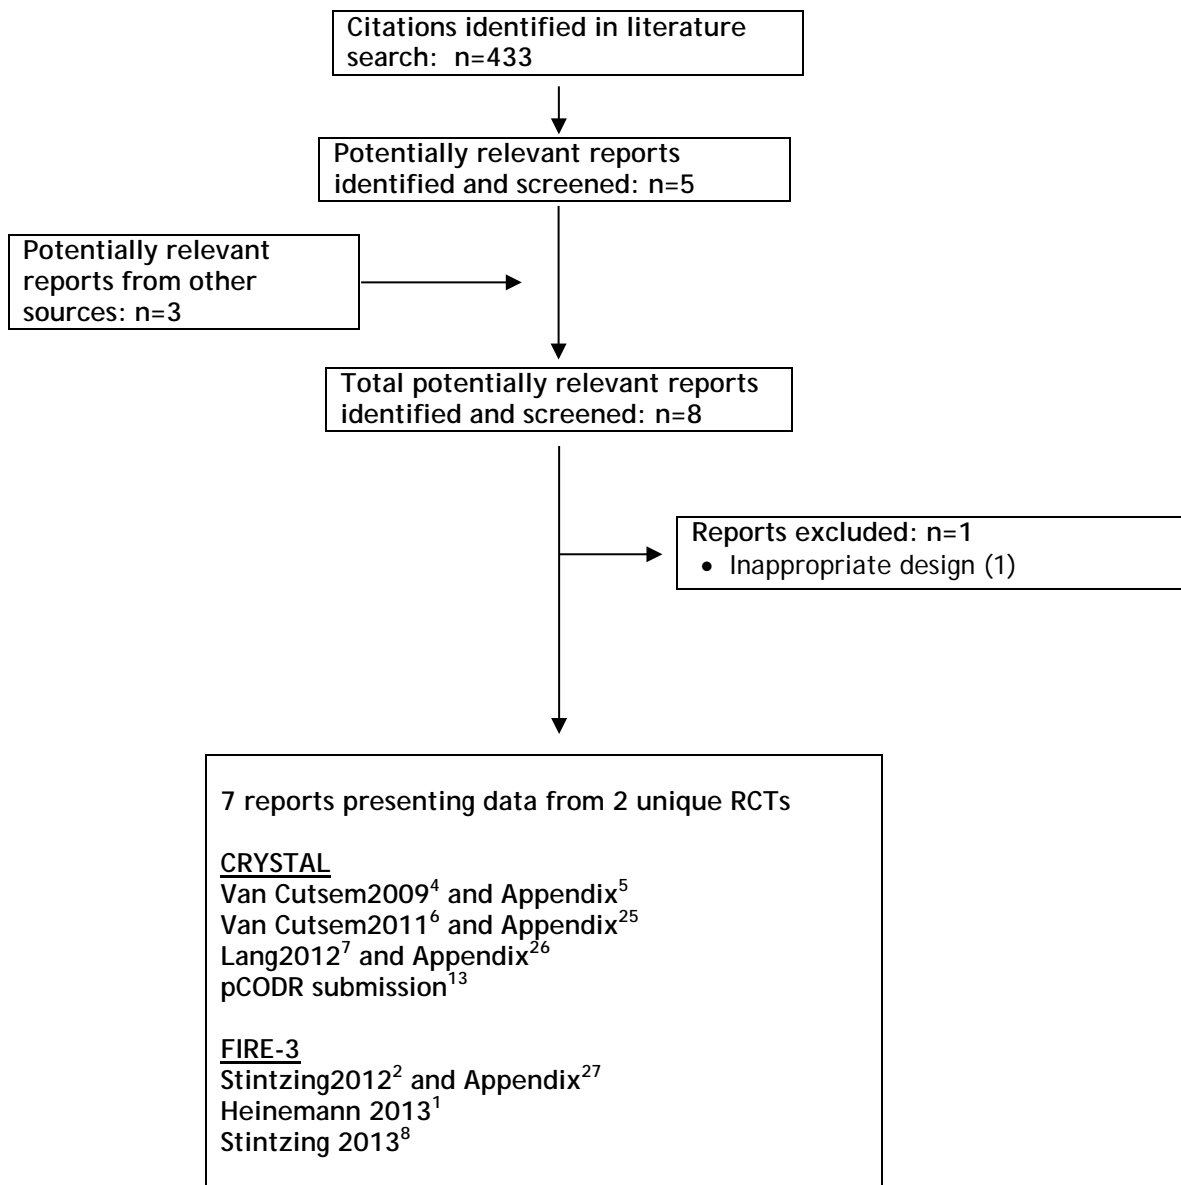 Citations identified in literature
search:  n=433
Potentially relevant reports
identified and screened: n=5
Potentially relevant
reports from other
sources: n=3
Total potentially relevant reports
identified and screened: n=8
Reports excluded: n=1
• Inappropriate design (1)
7 reports presenting data from 2 unique RCTs
CRYSTAL
Van Cutsem2009⁴ and Appendix⁵
Van Cutsem2011⁶ and Appendix²⁵
Lang2012⁷ and Appendix²⁶
pCODR submission¹³
FIRE-3
Stintzing2012² and Appendix²⁷
Heinemann 2013¹
Stintzing 2013⁸